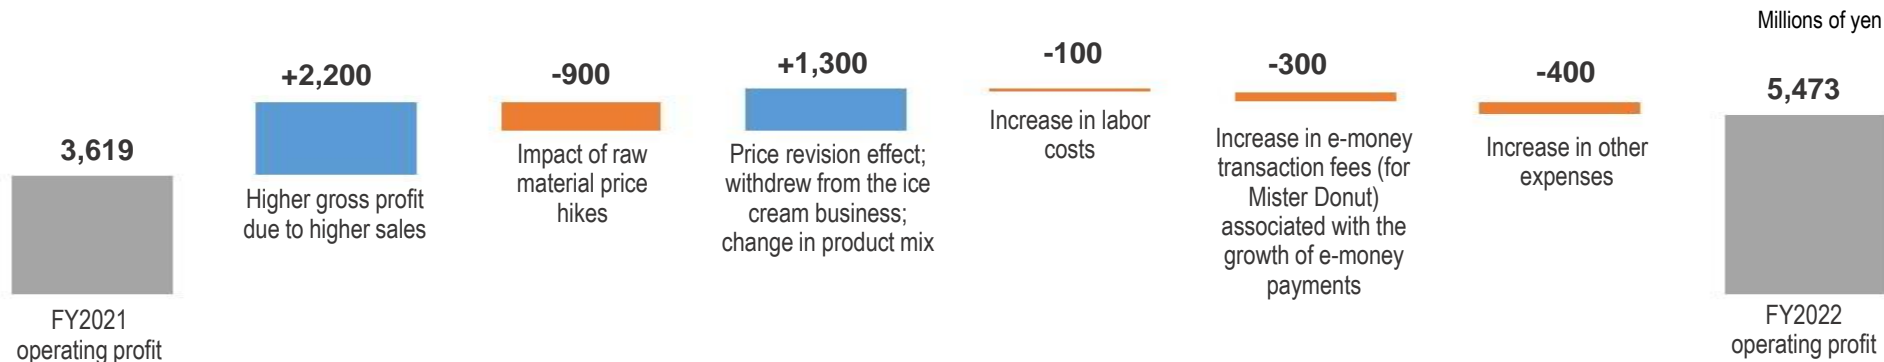 Millions of yen
3,619
FY2021
operating profit
+2,200
Higher gross profit
due to higher sales
-900
Impact of raw
material price
hikes
+1,300
Price revision effect;
withdrew from the ice
cream business;
change in product mix
-100
Increase in labor
costs
-300
Increase in e-money
transaction fees (for
Mister Donut)
associated with the
growth of e-money
payments
-400
Increase in other
expenses
5,473
FY2022
operating profit